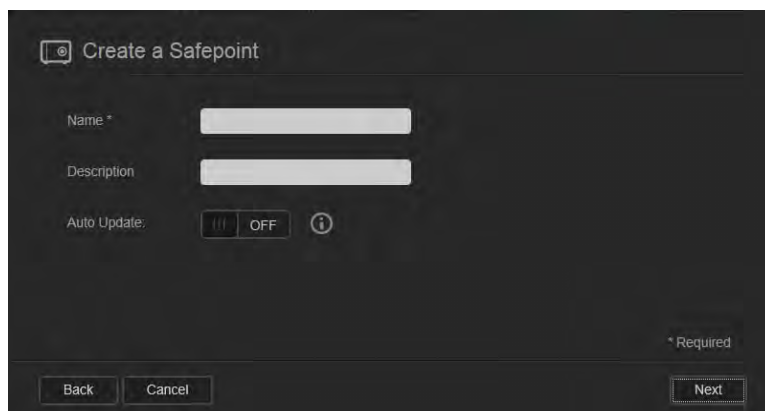 Create a Safepoint
Name *
Description
Auto Update:
OFF
* Required
Back Cancel Next